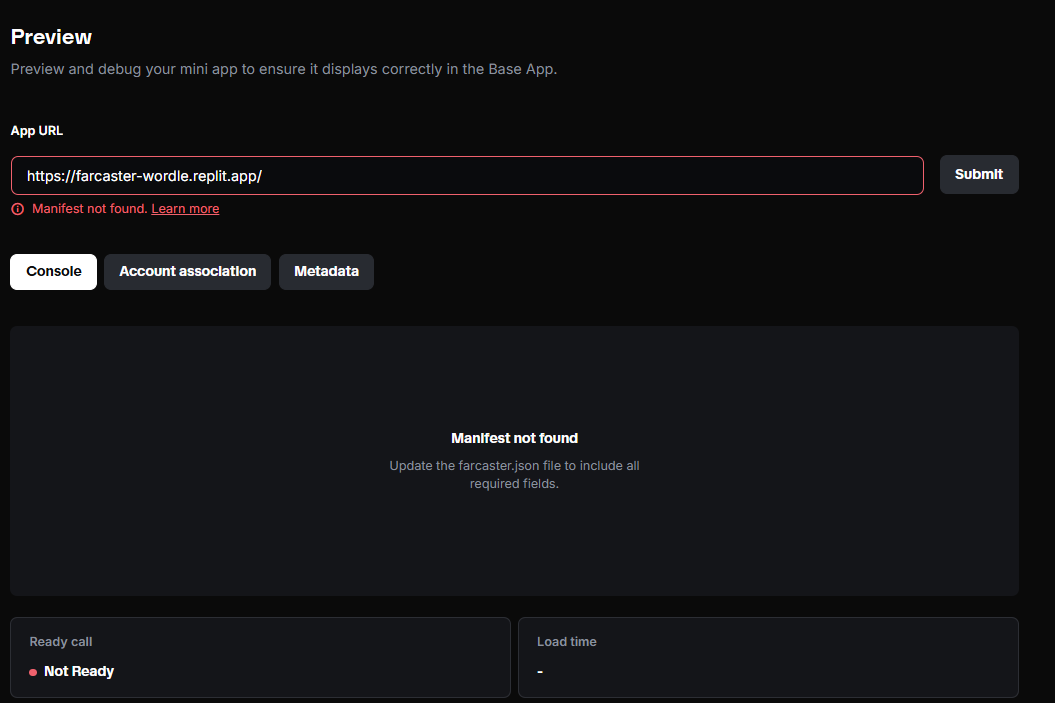 Preview
Preview and debug your mini app to ensure it displays correctly in the Base App.
App URL
https://farcaster-wordle.replit.app/
Submit
Manifest not found. Learn more
Console
Account association
Metadata
Manifest not found
Update the farcaster.json file to include all
required fields.
Ready call
Not Ready
Load time
-